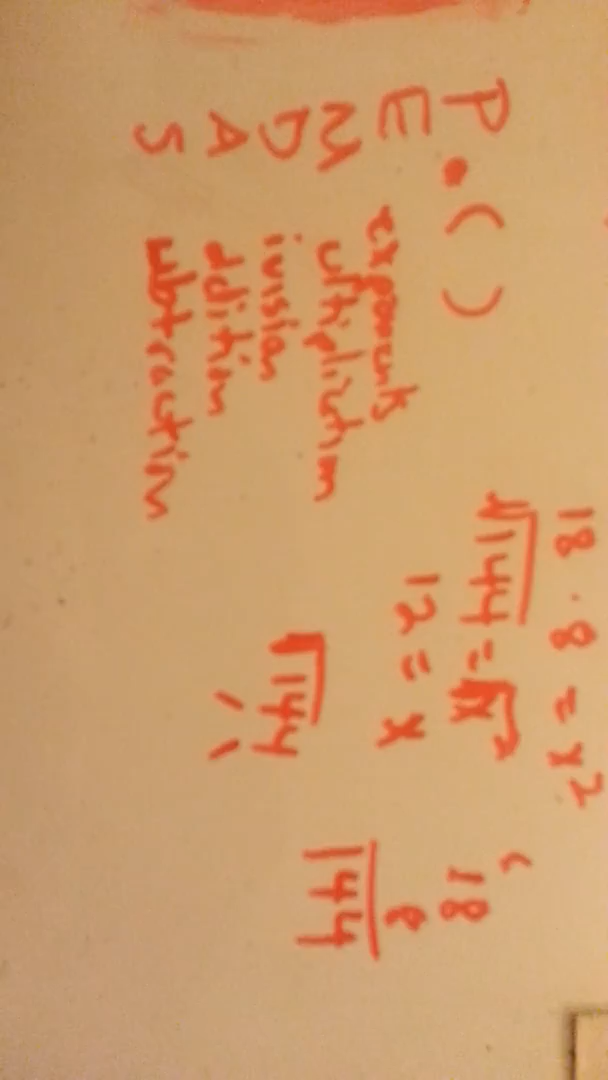 P. ( )
E exponents
M ultiplication
D ivision
A ddition
S ubtraction
18 · 8 = x²
√144 = √x²
12 = x
√144
18
8
144